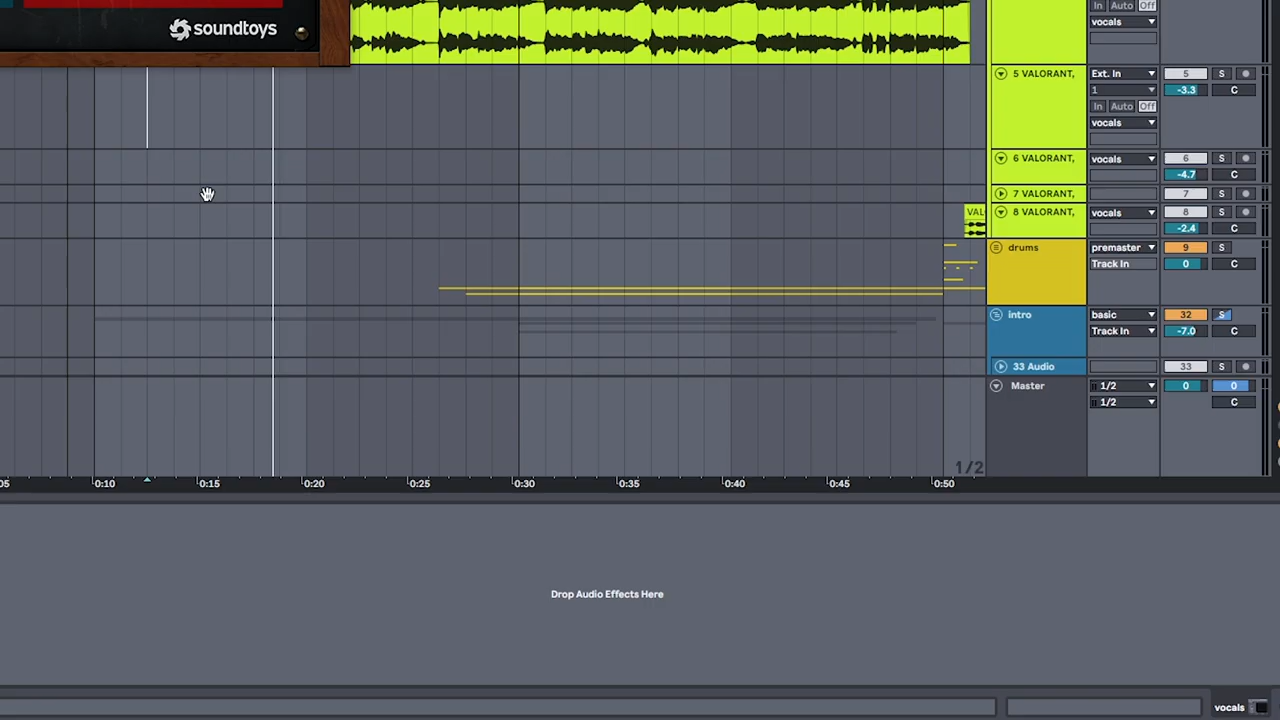 In Auto Off
soundtoys
vocals
5 VALORANT, Ext. In 5 S
1 -3.3 C
In Auto Off
vocals
6 VALORANT, vocals 6 S
-4.7 C
7 VALORANT, 7 S
VAL 8 VALORANT, vocals 8 S
-2.4 C
drums premaster 9 S
Track In 0 C
intro basic 32 S
Track In -7.0 C
33 Audio 33 S
Master 1/2 0 0
1/2 C
1/2
05 0:10 0:15 0:20 0:25 0:30 0:35 0:40 0:45 0:50
Drop Audio Effects Here
vocals